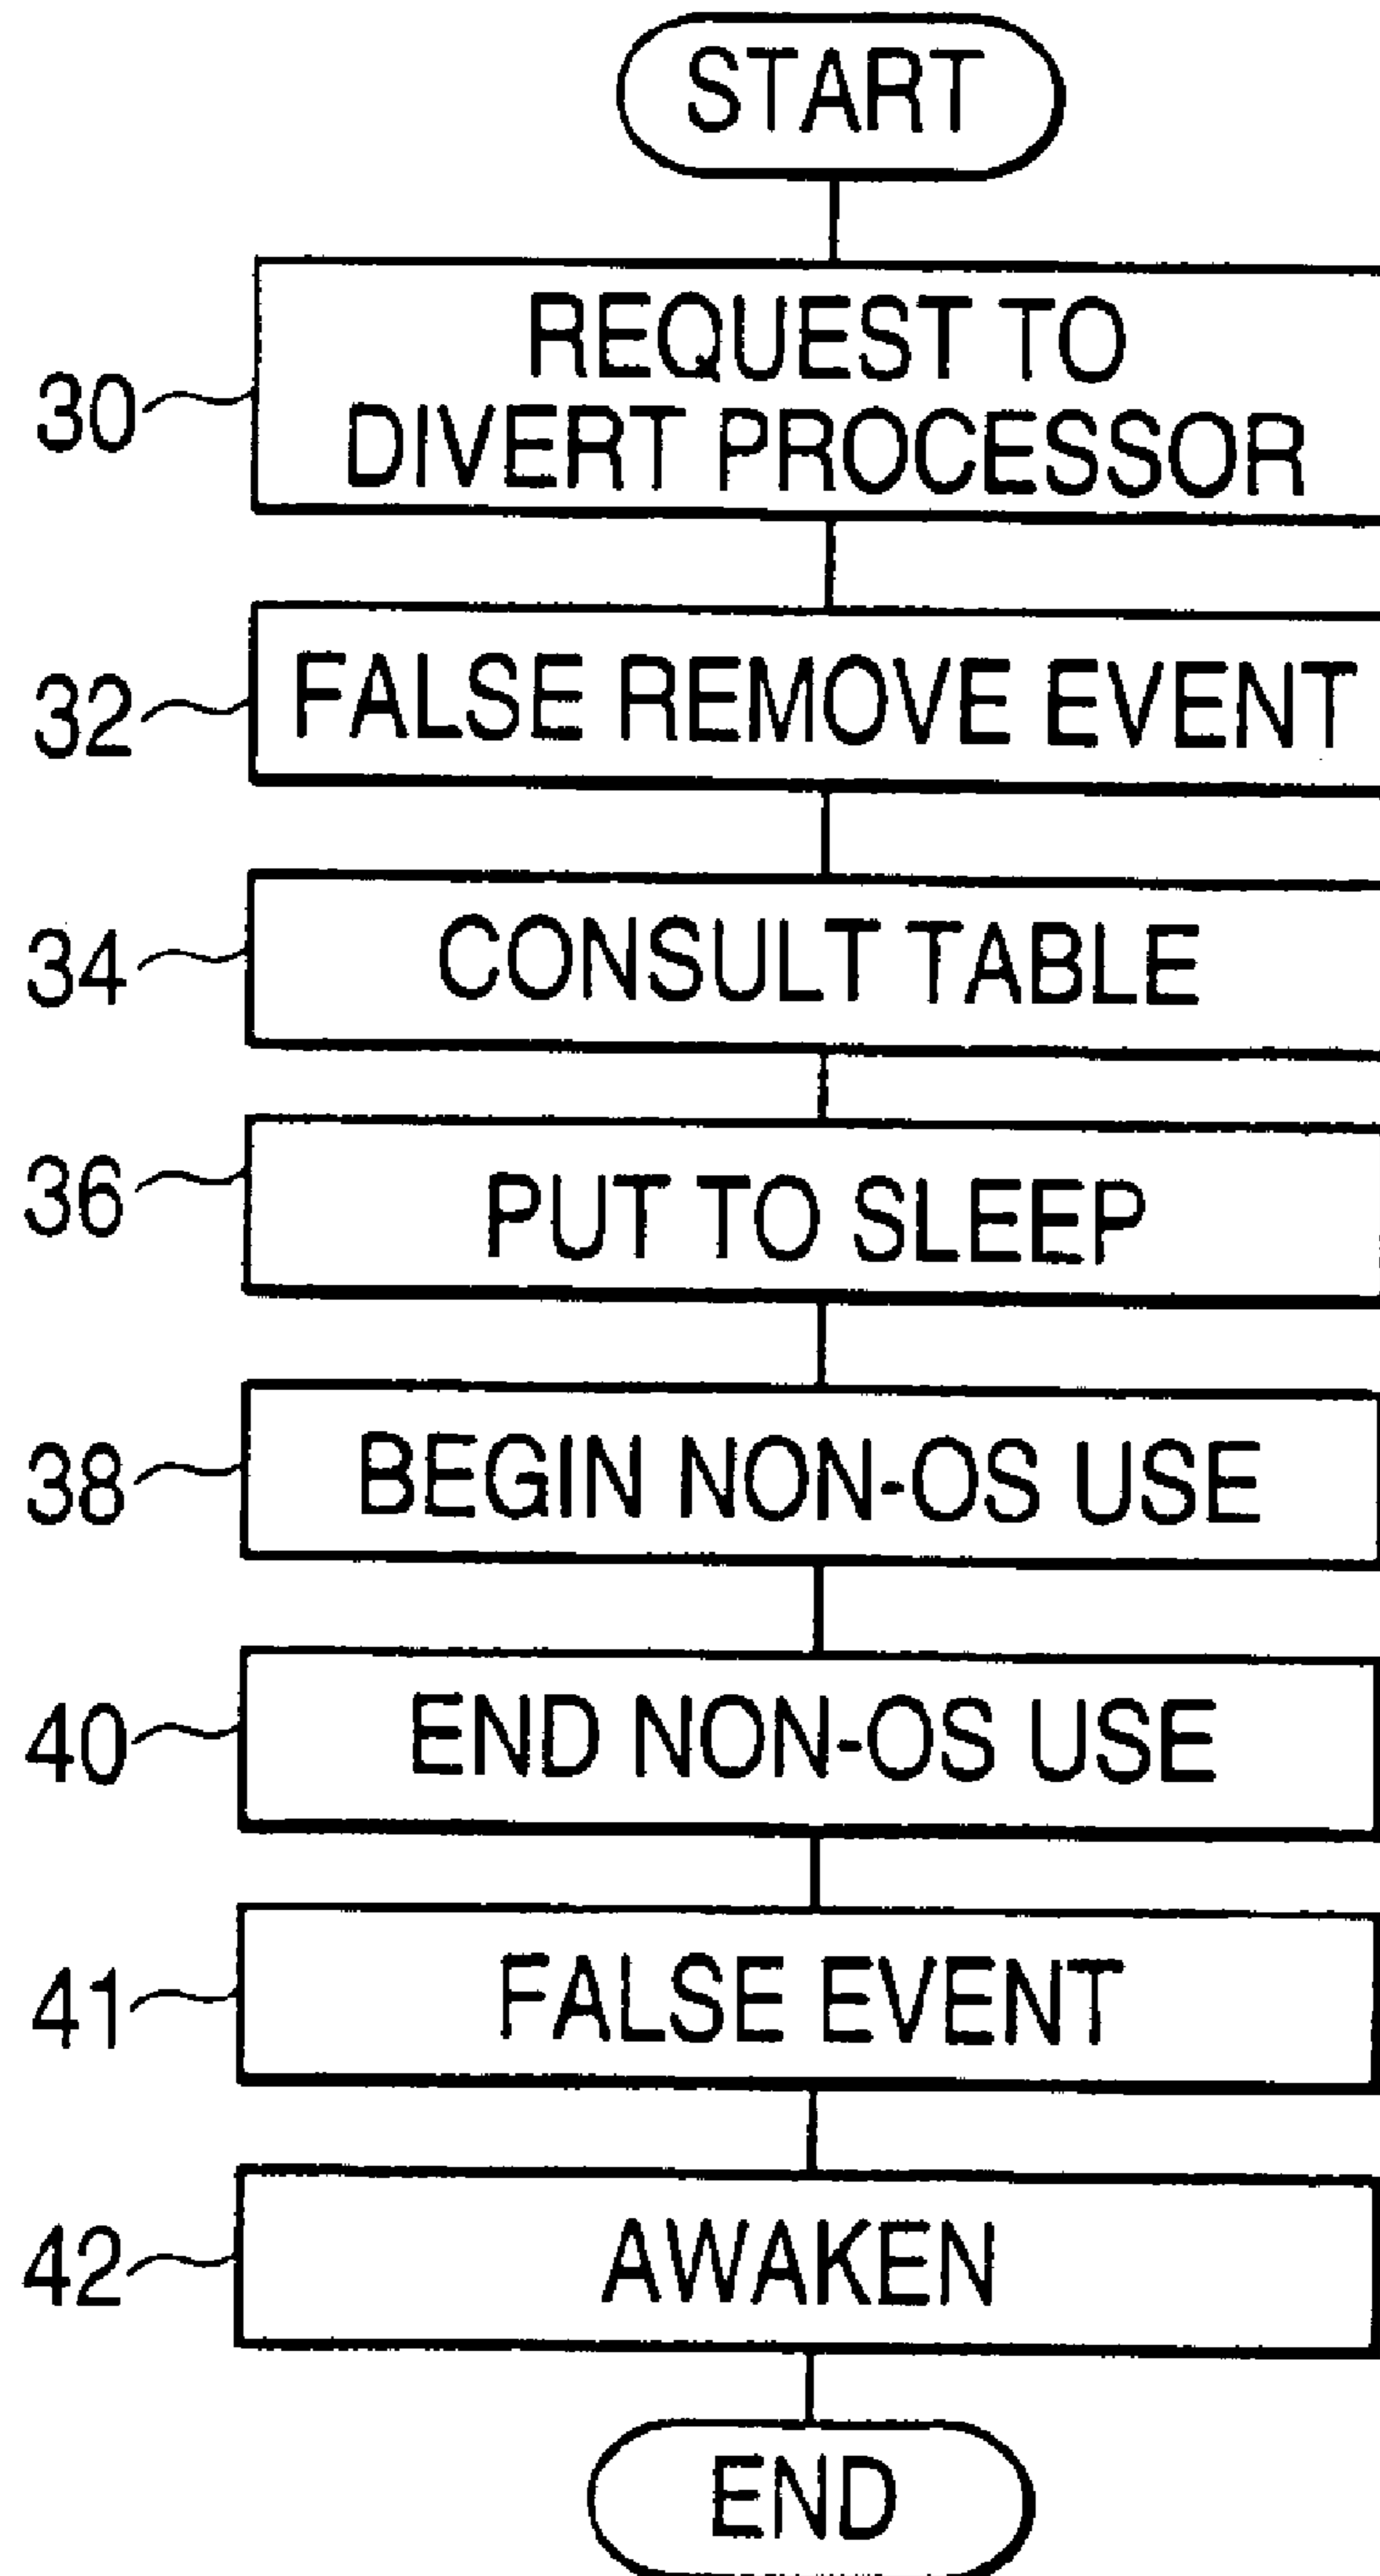 START
30
REQUEST TO
DIVERT PROCESSOR
32
FALSE REMOVE EVENT
34
CONSULT TABLE
36
PUT TO SLEEP
38
BEGIN NON-OS USE
40
END NON-OS USE
41
FALSE EVENT
42
AWAKEN
END